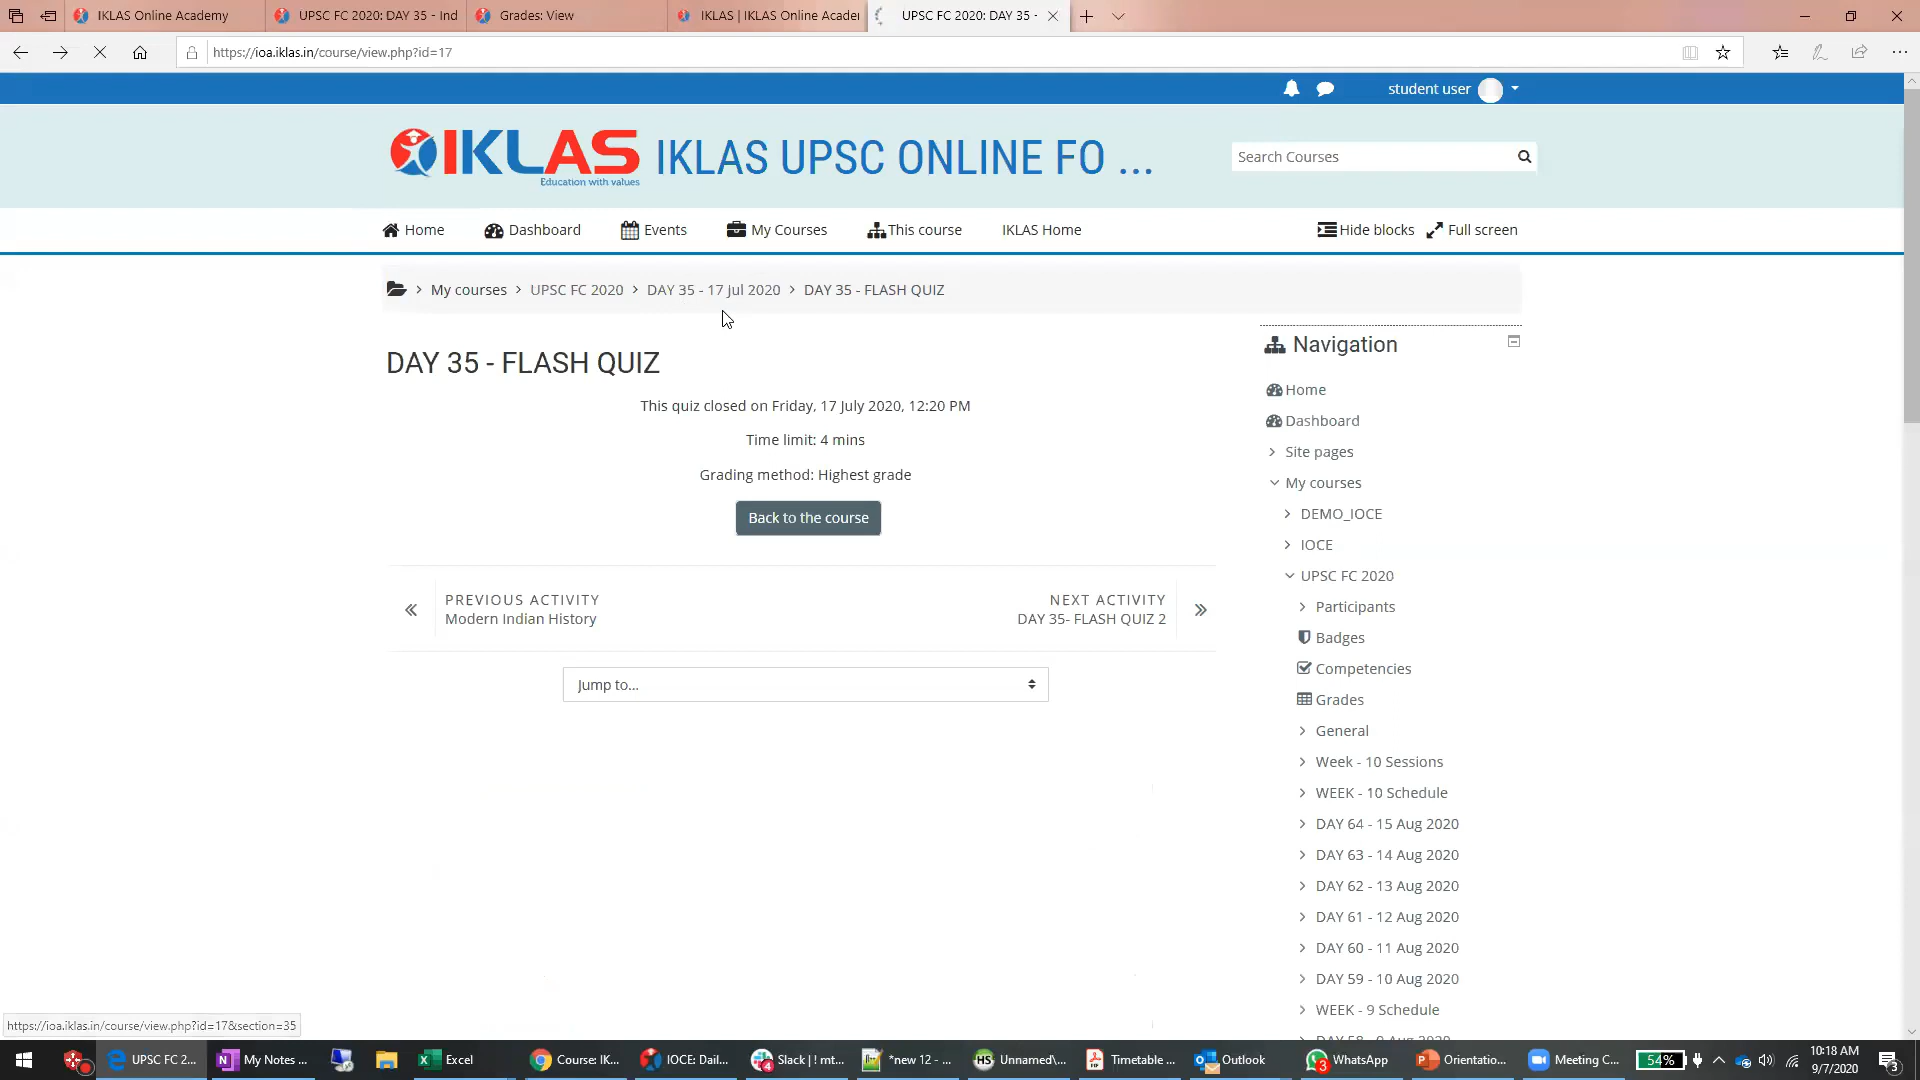 IKLAS Online Academy
UPSC FC 2020: DAY 35 - Ind
Grades: View
IKLAS | IKLAS Online Acader
UPSC FC 2020: DAY 35 -
https://ioa.iklas.in/course/view.php?id=17
student user
IKLAS
Education with values
IKLAS UPSC ONLINE FO ...
Search Courses
Home
Dashboard
Events
My Courses
This course
IKLAS Home
Hide blocks
Full screen
My courses > UPSC FC 2020 > DAY 35 - 17 jul 2020 > DAY 35 - FLASH QUIZ
DAY 35 - FLASH QUIZ
This quiz closed on Friday, 17 July 2020, 12:20 PM
Time limit: 4 mins
Grading method: Highest grade
Back to the course
PREVIOUS ACTIVITY
Modern Indian History
NEXT ACTIVITY
DAY 35- FLASH QUIZ 2
Jump to...
Navigation
Home
Dashboard
Site pages
My courses
DEMO_IOCE
IOCE
UPSC FC 2020
Participants
Badges
Competencies
Grades
General
Week - 10 Sessions
WEEK - 10 Schedule
DAY 64 - 15 Aug 2020
DAY 63 - 14 Aug 2020
DAY 62 - 13 Aug 2020
DAY 61 - 12 Aug 2020
DAY 60 - 11 Aug 2020
DAY 59 - 10 Aug 2020
WEEK - 9 Schedule
DAY 58 - 9 Aug 2020
https://ioa.iklas.in/course/view.php?id=17&section=35
UPSC FC 2...
My Notes ...
Excel
Course: IK...
IOCE: Dail...
4
Slack | ! mt...
*new 12 - ...
HS
Unnamed\...
Timetable ...
Outlook
3
WhatsApp
Orientatio...
Meeting C...
54%
10:18 AM
9/7/2020
3